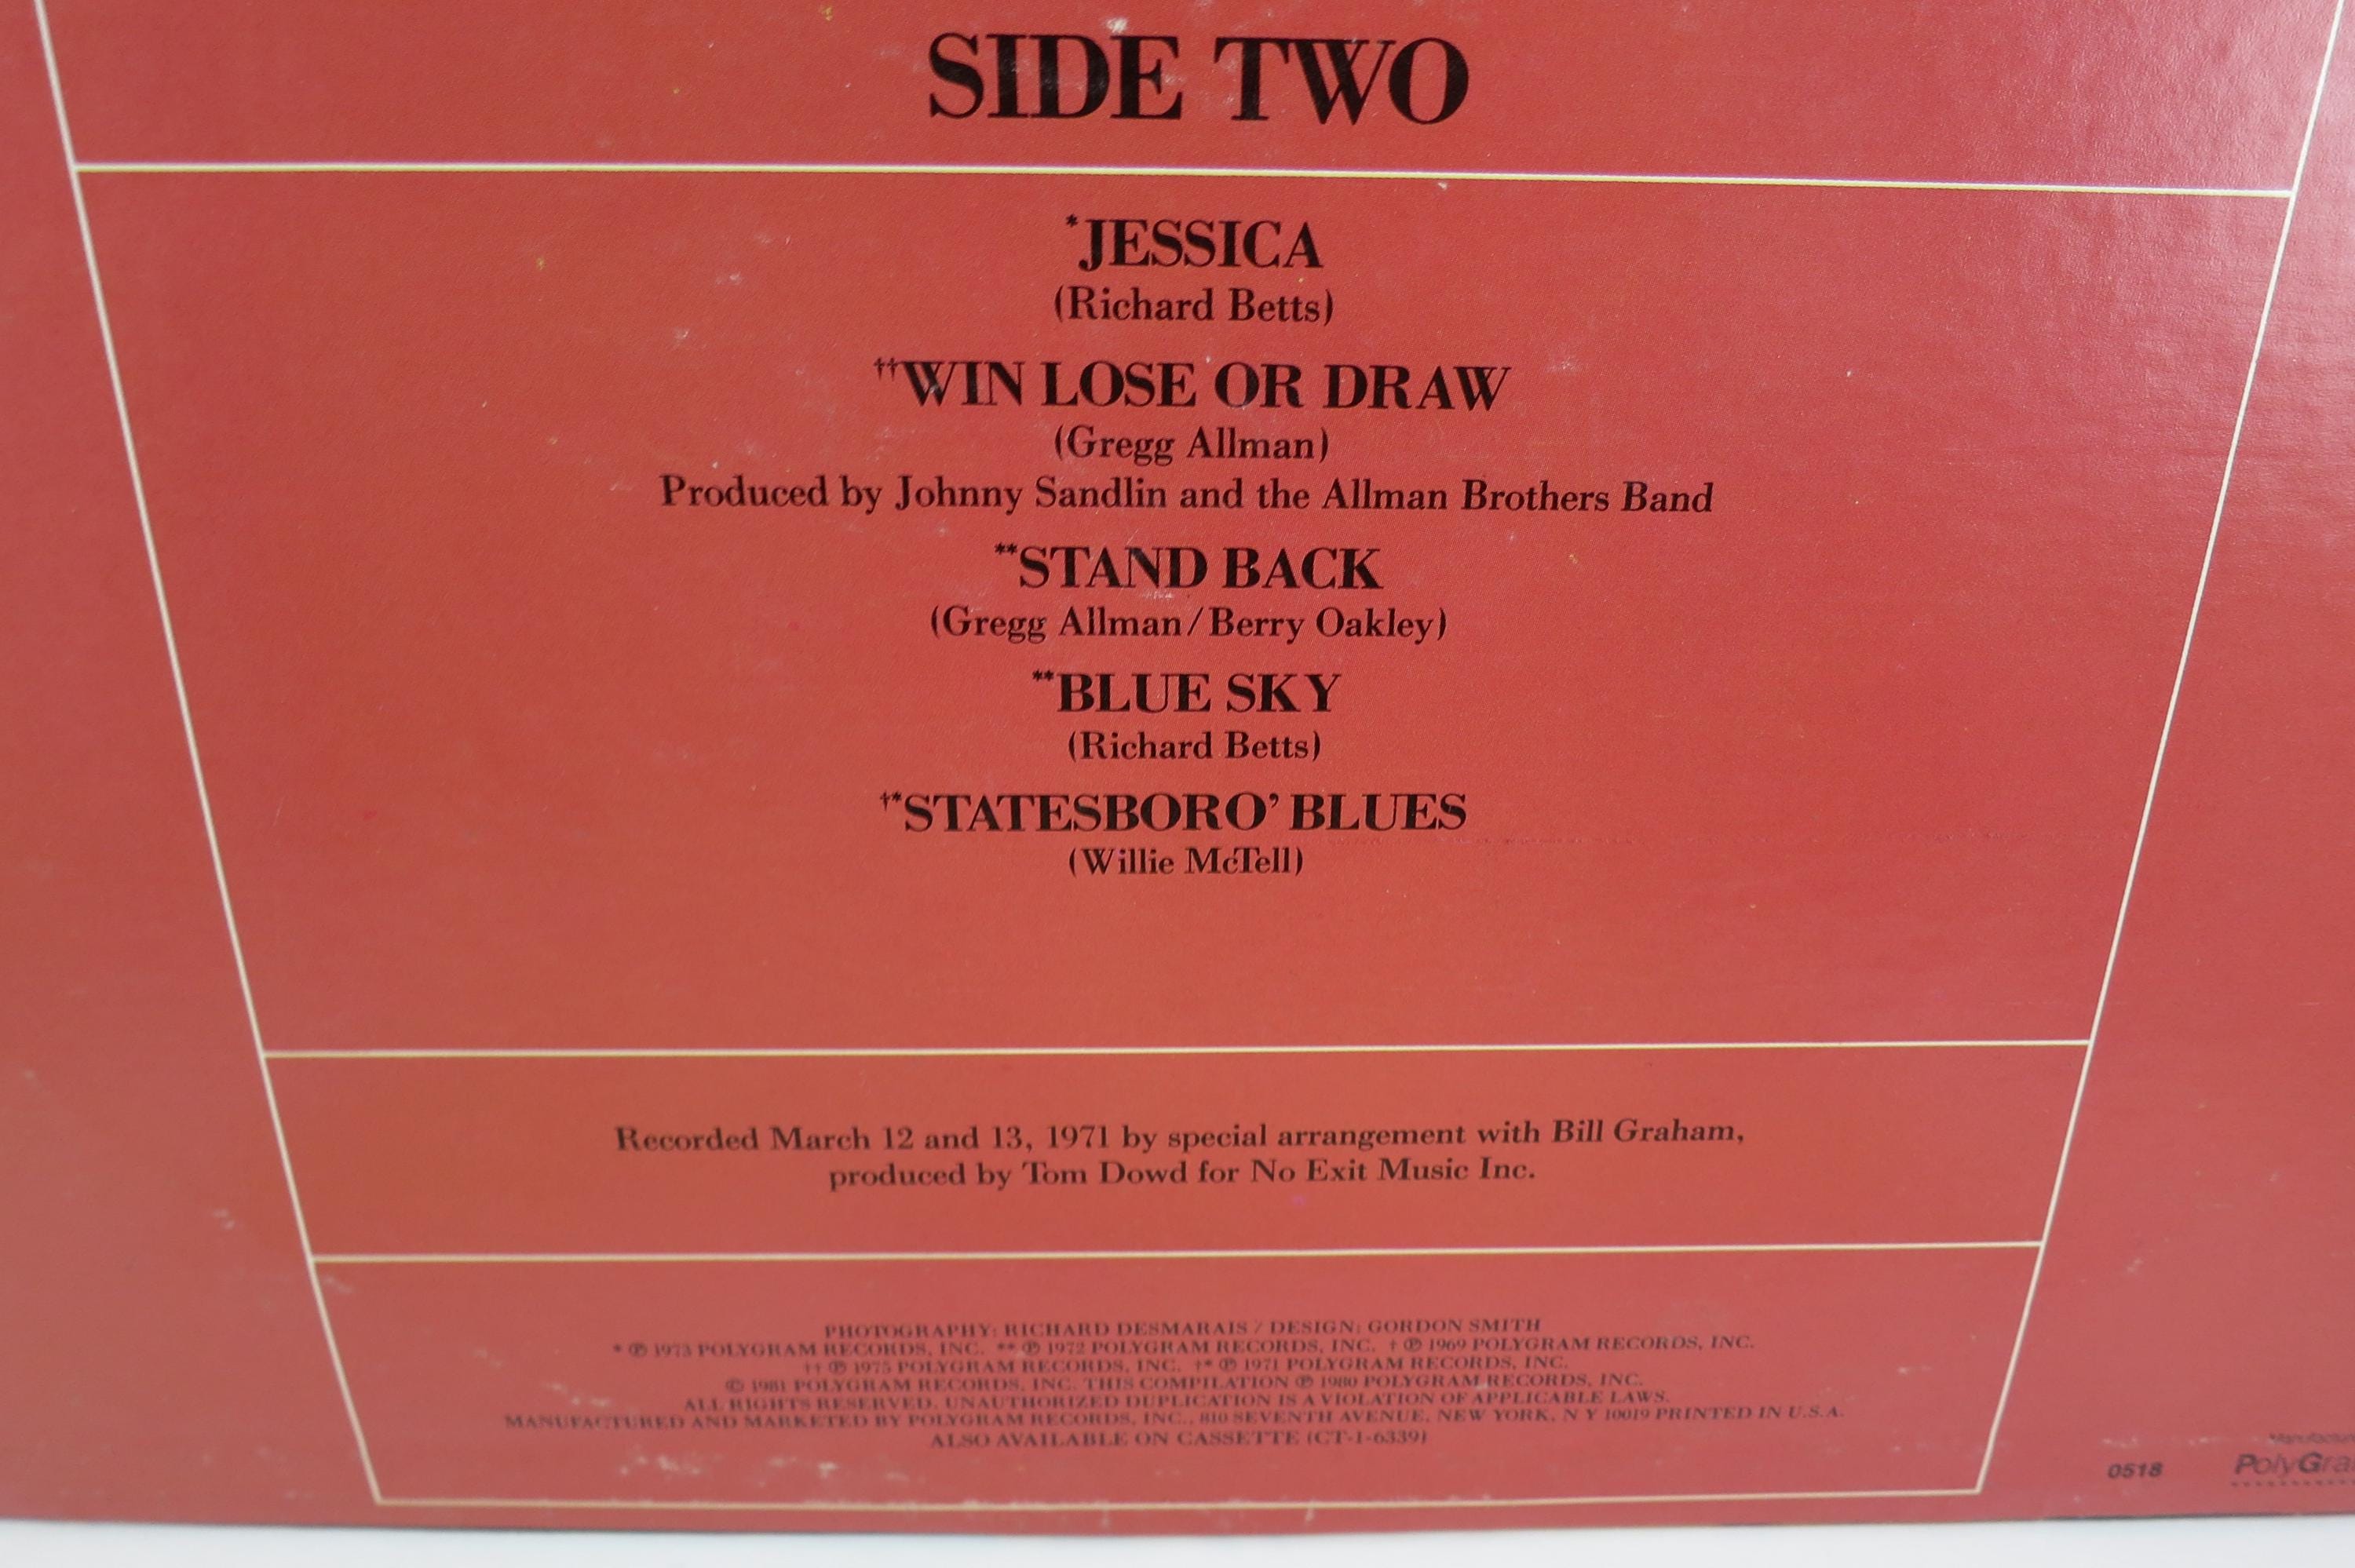 SIDE TWO
*JESSICA
(Richard Betts)
††WIN LOSE OR DRAW
(Gregg Allman)
Produced by Johnny Sandlin and the Allman Brothers Band
**STAND BACK
(Gregg Allman/Berry Oakley)
**BLUE SKY
(Richard Betts)
†*STATESBORO' BLUES
(Willie McTell)
Recorded March 12 and 13, 1971 by special arrangement with Bill Graham,
produced by Tom Dowd for No Exit Music Inc.
PHOTOGRAPHY: RICHARD DESMARAIS / DESIGN: GORDON SMITH
* ℗ 1973 POLYGRAM RECORDS, INC. ** ℗ 1972 POLYGRAM RECORDS, INC. † ℗ 1969 POLYGRAM RECORDS, INC.
†† ℗ 1975 POLYGRAM RECORDS, INC. †* ℗ 1971 POLYGRAM RECORDS, INC.
© 1981 POLYGRAM RECORDS, INC. THIS COMPILATION ℗ 1980 POLYGRAM RECORDS, INC.
ALL RIGHTS RESERVED. UNAUTHORIZED DUPLICATION IS A VIOLATION OF APPLICABLE LAWS.
MANUFACTURED AND MARKETED BY POLYGRAM RECORDS, INC., 810 SEVENTH AVENUE, NEW YORK, N Y 10019 PRINTED IN U.S.A.
ALSO AVAILABLE ON CASSETTE (CT-1-6339)
0518
PolyGra